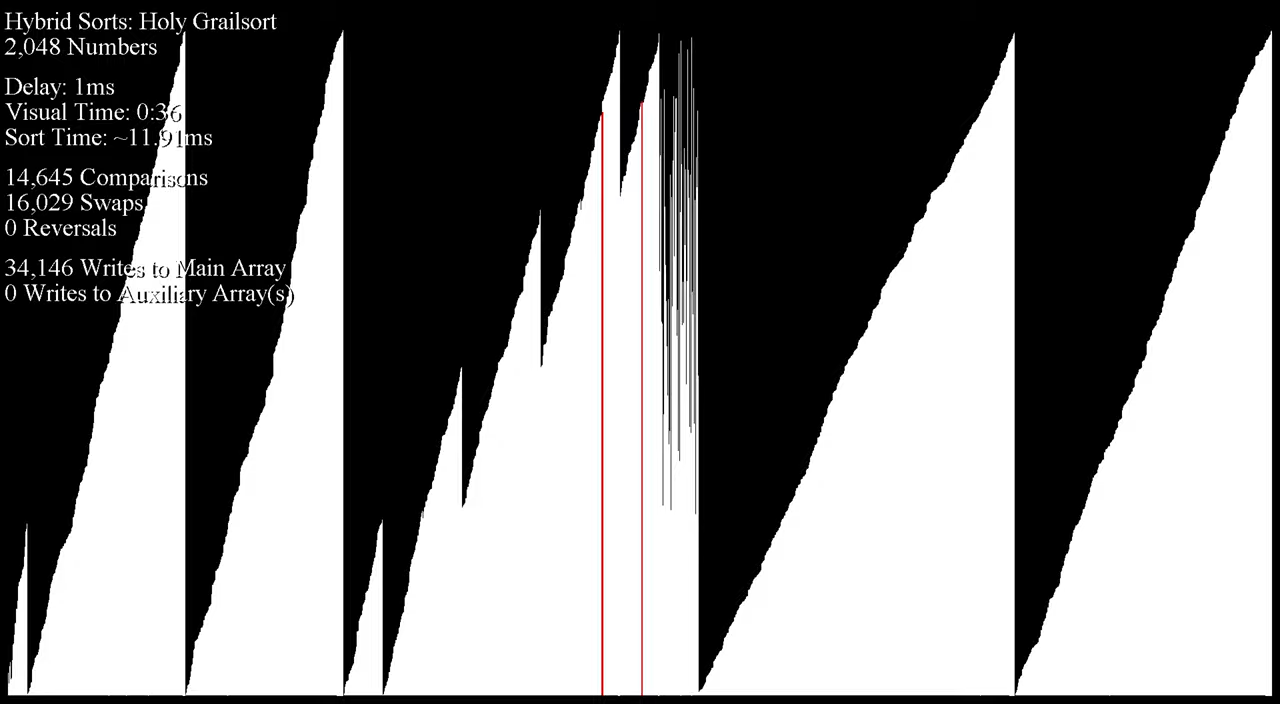 Hybrid Sorts: Holy Grailsort
2,048 Numbers
Delay: 1ms
Visual Time: 0:36
Sort Time: ~11.91ms
14,645 Comparisons
16,029 Swaps
0 Reversals
34,146 Writes to Main Array
0 Writes to Auxiliary Array(s)